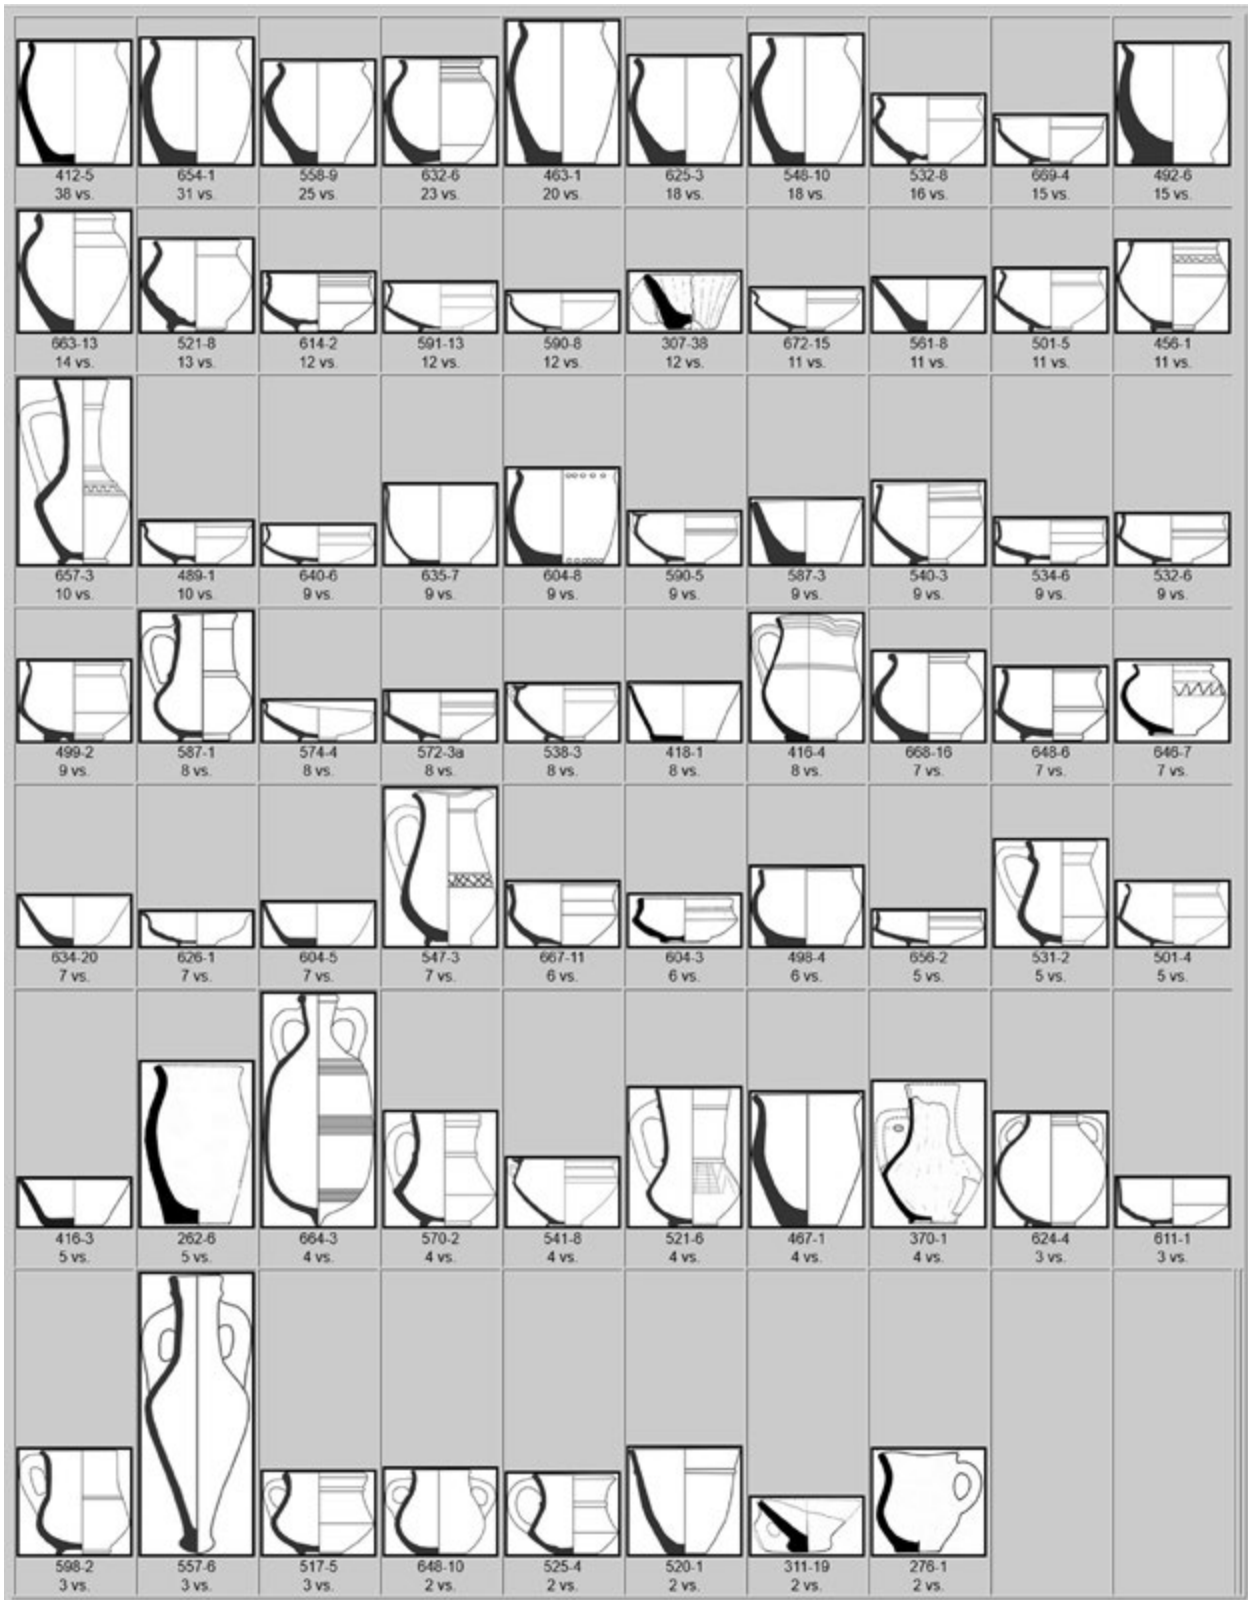 412-5 654-1 558-9 632-6 463-1 625-3 548-10 532-8 669-4 492-6
38 vs. 31 vs. 25 vs. 23 vs. 20 vs. 18 vs. 18 vs. 16 vs. 15 vs. 15 vs.
663-13 521-8 614-2 591-13 590-8 307-38 672-15 561-8 501-5 456-1
14 vs. 13 vs. 12 vs. 12 vs. 12 vs. 12 vs. 11 vs. 11 vs. 11 vs. 11 vs.
657-3 489-1 640-6 635-7 604-8 590-5 587-3 540-3 534-6 532-6
10 vs. 10 vs. 9 vs. 9 vs. 9 vs. 9 vs. 9 vs. 9 vs. 9 vs. 9 vs.
499-2 587-1 574-4 572-3a 538-3 418-1 416-4 668-16 648-6 646-7
9 vs. 8 vs. 8 vs. 8 vs. 8 vs. 8 vs. 8 vs. 7 vs. 7 vs. 7 vs.
634-20 626-1 604-5 547-3 667-11 604-3 498-4 656-2 531-2 501-4
7 vs. 7 vs. 7 vs. 7 vs. 6 vs. 6 vs. 6 vs. 5 vs. 5 vs. 5 vs.
416-3 262-6 664-3 570-2 541-8 521-6 467-1 370-1 624-4 611-1
5 vs. 5 vs. 4 vs. 4 vs. 4 vs. 4 vs. 4 vs. 4 vs. 3 vs. 3 vs.
598-2 557-6 517-5 648-10 525-4 520-1 311-19 276-1
3 vs. 3 vs. 3 vs. 2 vs. 2 vs. 2 vs. 2 vs. 2 vs.